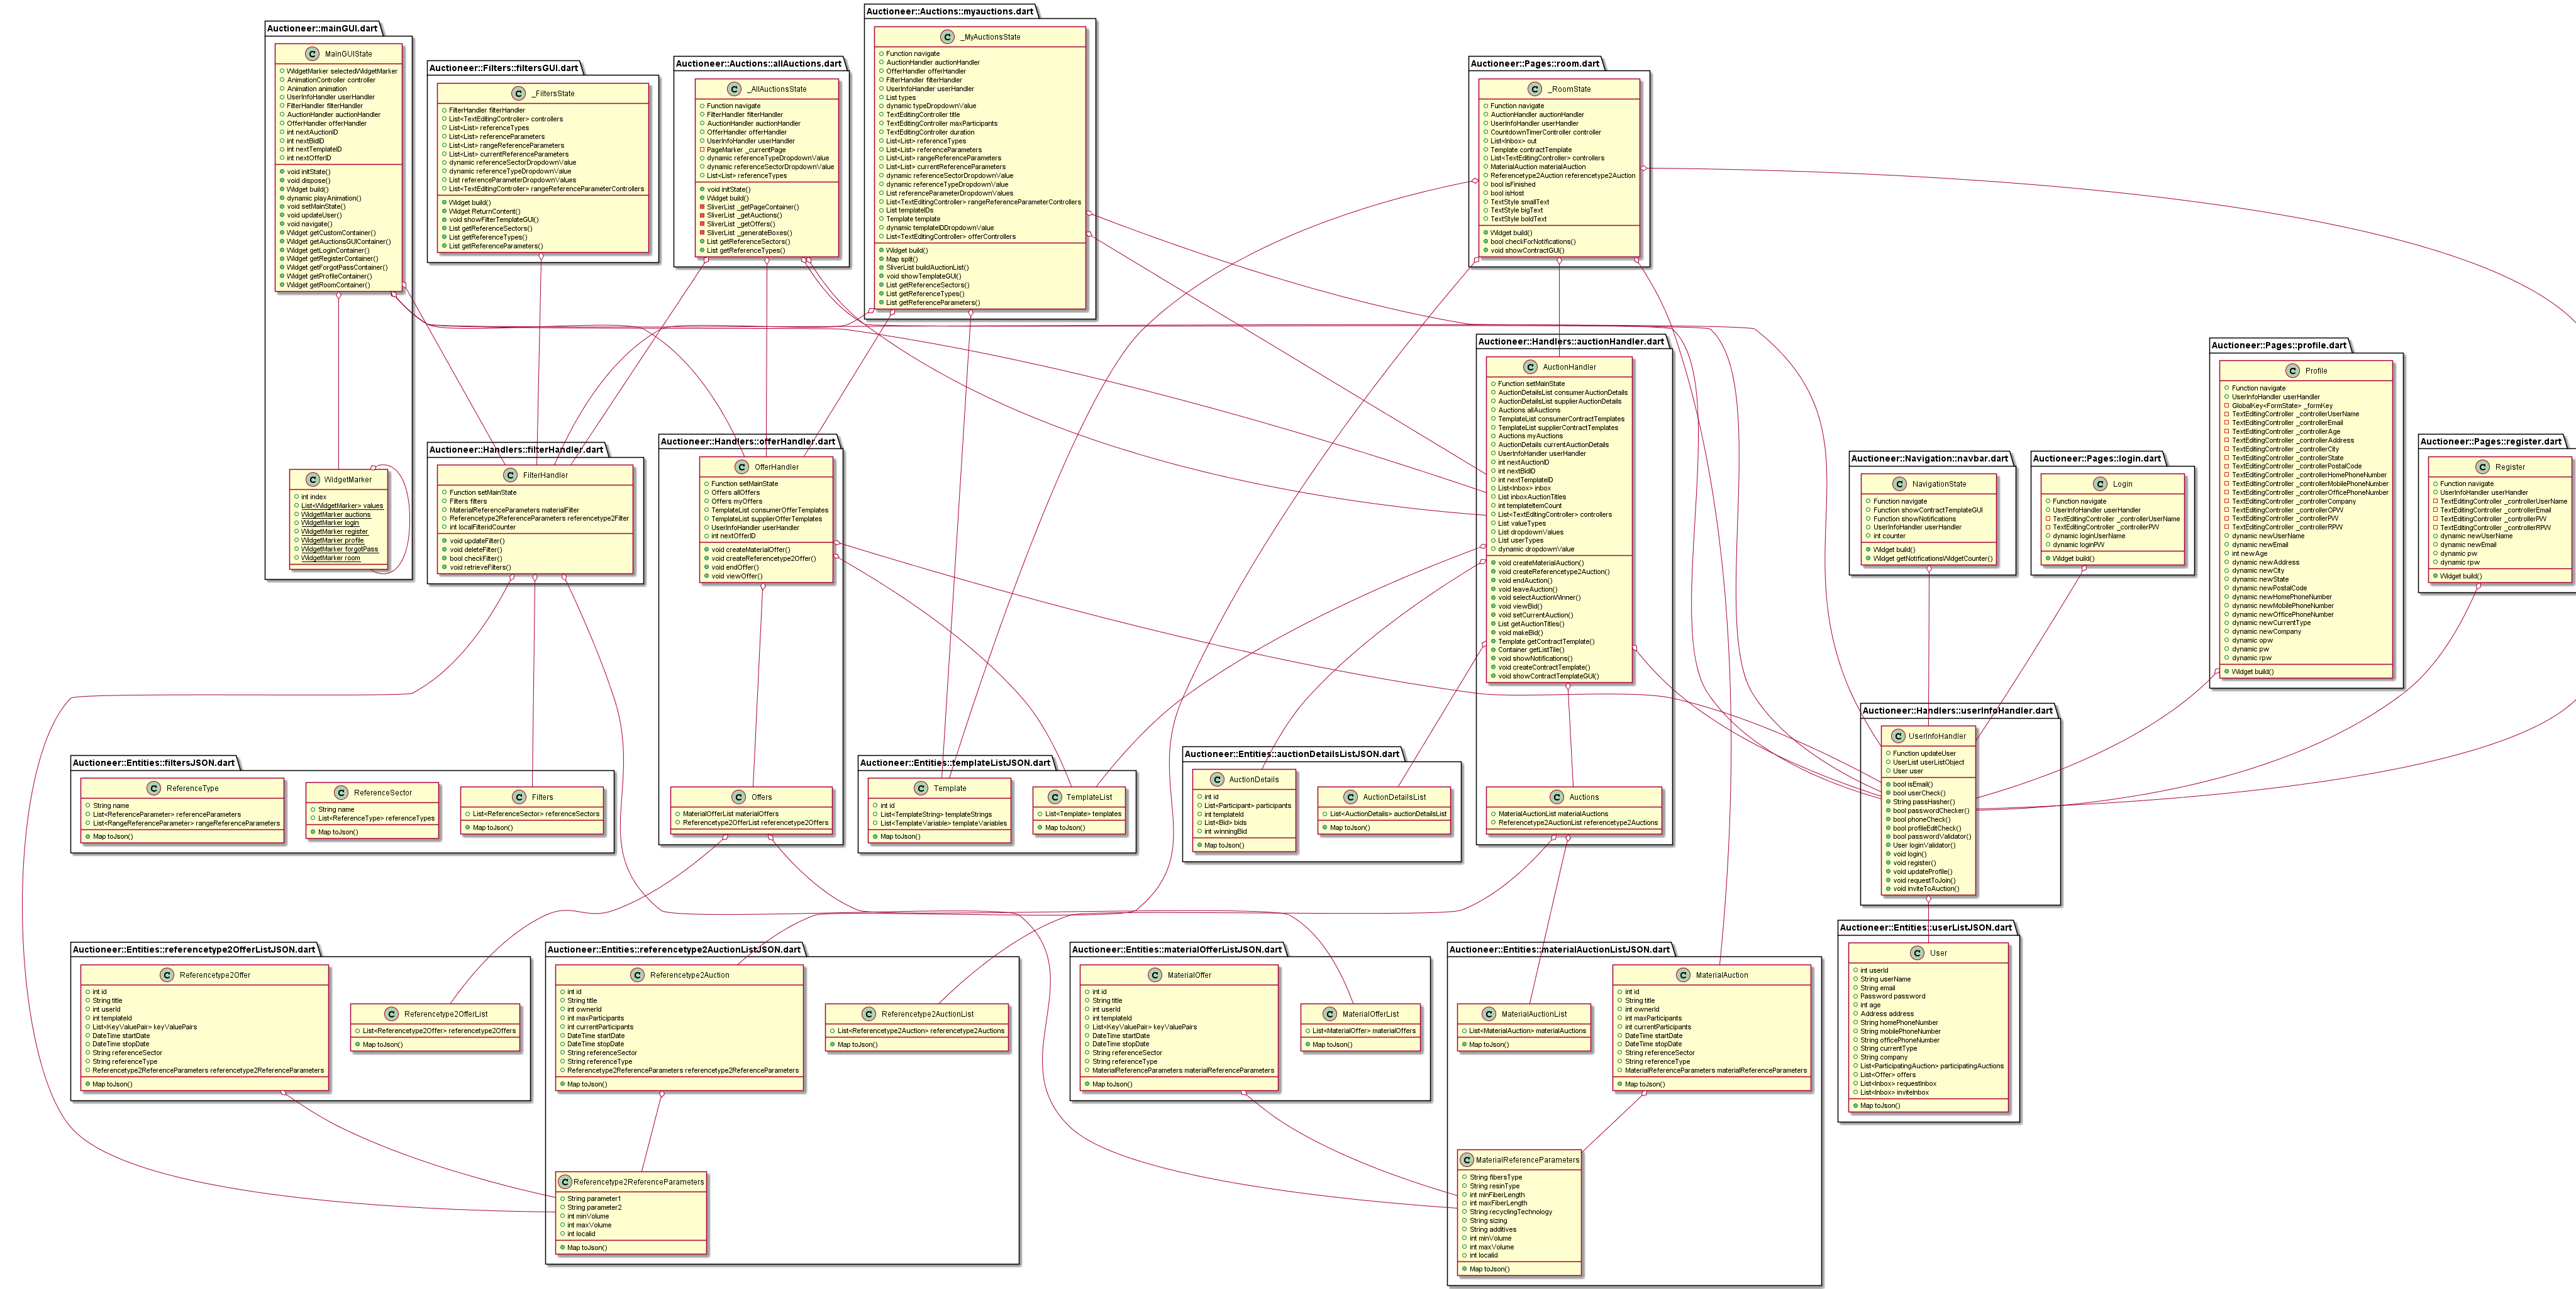 Auctioneer::mainGUI.dart
C MainGUIState
WidgetMarker selectedWidgetMarker
AnimationController controller
Animation animation
UserInfoHandler userHandler
FilterHandler filterHandler
AuctionHandler auctionHandler
OfferHandler offerHandler
int nextAuctionID
int nextBidID
int nextTemplateID
int nextOfferID
void initState()
void dispose()
Widget build()
dynamic playAnimation()
void setMainState()
void updateUser()
void navigate()
Widget getCustomContainer()
Widget getAuctionsGUIContainer()
Widget getLoginContainer()
Widget getRegisterContainer()
Widget getForgotPassContainer()
Widget getProfileContainer()
Widget getRoomContainer()
C WidgetMarker
int index
List<WidgetMarker> values
WidgetMarker auctions
WidgetMarker login
WidgetMarker register
WidgetMarker profile
WidgetMarker forgotPass
WidgetMarker room
Auctioneer::Filters::filtersGUI.dart
C _FiltersState
FilterHandler filterHandler
List<TextEditingController> controllers
List<List> referenceTypes
List<List> referenceParameters
List<List> rangeReferenceParameters
List<List> currentReferenceParameters
dynamic referenceSectorDropdownValue
dynamic referenceTypeDropdownValue
List referenceParameterDropdownValues
List<TextEditingController> rangeReferenceParameterControllers
Widget build()
Widget ReturnContent()
void showFilterTemplateGUI()
List getReferenceSectors()
List getReferenceTypes()
List getReferenceParameters()
Auctioneer::Auctions::allAuctions.dart
C _AllAuctionsState
Function navigate
FilterHandler filterHandler
AuctionHandler auctionHandler
OfferHandler offerHandler
UserInfoHandler userHandler
PageMarker _currentPage
dynamic referenceTypeDropdownValue
dynamic referenceSectorDropdownValue
List<List> referenceTypes
void initState()
Widget build()
SliverList _getPageContainer()
SliverList _getAuctions()
SliverList _getOffers()
SliverList _generateBoxes()
List getReferenceSectors()
List getReferenceTypes()
Auctioneer::Auctions::myauctions.dart
C _MyAuctionsState
Function navigate
AuctionHandler auctionHandler
OfferHandler offerHandler
FilterHandler filterHandler
UserInfoHandler userHandler
List types
dynamic typeDropdownValue
TextEditingController title
TextEditingController maxParticipants
TextEditingController duration
List<List> referenceTypes
List<List> referenceParameters
List<List> rangeReferenceParameters
List<List> currentReferenceParameters
dynamic referenceSectorDropdownValue
dynamic referenceTypeDropdownValue
List referenceParameterDropdownValues
List<TextEditingController> rangeReferenceParameterControllers
List templateIDs
Template template
dynamic templateIDDropdownValue
List<TextEditingController> offerControllers
Widget build()
Map split()
SliverList buildAuctionList()
void showTemplateGUI()
List getReferenceSectors()
List getReferenceTypes()
List getReferenceParameters()
Auctioneer::Pages::room.dart
C _RoomState
Function navigate
AuctionHandler auctionHandler
UserInfoHandler userHandler
CountdownTimerController controller
List<Inbox> out
Template contractTemplate
List<TextEditingController> controllers
MaterialAuction materialAuction
Referencetype2Auction referencetype2Auction
bool isFinished
bool isHost
TextStyle smallText
TextStyle bigText
TextStyle boldText
Widget build()
bool checkForNotifications()
void showContractGUI()
Auctioneer::Handlers::auctionHandler.dart
C AuctionHandler
Function setMainState
AuctionDetailsList consumerAuctionDetails
AuctionDetailsList supplierAuctionDetails
Auctions allAuctions
TemplateList consumerContractTemplates
TemplateList supplierContractTemplates
Auctions myAuctions
AuctionDetails currentAuctionDetails
UserInfoHandler userHandler
int nextAuctionID
int nextBidID
int nextTemplateID
List<Inbox> inbox
List inboxAuctionTitles
int templateItemCount
List<TextEditingController> controllers
List valueTypes
List dropdownValues
List userTypes
dynamic dropdownValue
void createMaterialAuction()
void createReferencetype2Auction()
void endAuction()
void leaveAuction()
void selectAuctionWinner()
void viewBid()
void setCurrentAuction()
List getAuctionTitles()
void makeBid()
Template getContractTemplate()
Container getListTile()
void showNotifications()
void createContractTemplate()
void showContractTemplateGUI()
C Auctions
MaterialAuctionList materialAuctions
Referencetype2AuctionList referencetype2Auctions
Auctioneer::Pages::profile.dart
C Profile
Function navigate
UserInfoHandler userHandler
GlobalKey<FormState> _formKey
TextEditingController _controllerUserName
TextEditingController _controllerEmail
TextEditingController _controllerAge
TextEditingController _controllerAddress
TextEditingController _controllerCity
TextEditingController _controllerState
TextEditingController _controllerPostalCode
TextEditingController _controllerHomePhoneNumber
TextEditingController _controllerMobilePhoneNumber
TextEditingController _controllerOfficePhoneNumber
TextEditingController _controllerCompany
TextEditingController _controllerOPW
TextEditingController _controllerPW
TextEditingController _controllerRPW
dynamic newUserName
dynamic newEmail
int newAge
dynamic newAddress
dynamic newCity
dynamic newState
dynamic newPostalCode
dynamic newHomePhoneNumber
dynamic newMobilePhoneNumber
dynamic newOfficePhoneNumber
dynamic newCurrentType
dynamic newCompany
dynamic opw
dynamic pw
dynamic rpw
Widget build()
Auctioneer::Handlers::filterHandler.dart
C FilterHandler
Function setMainState
Filters filters
MaterialReferenceParameters materialFilter
Referencetype2ReferenceParameters referencetype2Filter
int localFilteridCounter
void updateFilter()
void deleteFilter()
bool checkFilter()
void retrieveFilters()
Auctioneer::Handlers::offerHandler.dart
C OfferHandler
Function setMainState
Offers allOffers
Offers myOffers
TemplateList consumerOfferTemplates
TemplateList supplierOfferTemplates
UserInfoHandler userHandler
int nextOfferID
void createMaterialOffer()
void createReferencetype2Offer()
void endOffer()
void viewOffer()
C Offers
MaterialOfferList materialOffers
Referencetype2OfferList referencetype2Offers
Auctioneer::Navigation::navbar.dart
C NavigationState
Function navigate
Function showContractTemplateGUI
Function showNotifications
UserInfoHandler userHandler
int counter
Widget build()
Widget getNotificationsWidgetCounter()
Auctioneer::Pages::login.dart
C Login
Function navigate
UserInfoHandler userHandler
TextEditingController _controllerUserName
TextEditingController _controllerPW
dynamic loginUserName
dynamic loginPW
Widget build()
Auctioneer::Pages::register.dart
C Register
Function navigate
UserInfoHandler userHandler
TextEditingController _controllerUserName
TextEditingController _controllerEmail
TextEditingController _controllerPW
TextEditingController _controllerRPW
dynamic newUserName
dynamic newEmail
dynamic pw
dynamic rpw
Widget build()
Auctioneer::Handlers::userInfoHandler.dart
C UserInfoHandler
Function updateUser
UserList userListObject
User user
bool isEmail()
bool userCheck()
String passHasher()
bool passwordChecker()
bool phoneCheck()
bool profileEditCheck()
bool passwordValidator()
User loginValidator()
void login()
void register()
void updateProfile()
void requestToJoin()
void inviteToAuction()
Auctioneer::Entities::filtersJSON.dart
C ReferenceType
String name
List<ReferenceParameter> referenceParameters
List<RangeReferenceParameter> rangeReferenceParameters
Map toJson()
C ReferenceSector
String name
List<ReferenceType> referenceTypes
Map toJson()
C Filters
List<ReferenceSector> referenceSectors
Map toJson()
Auctioneer::Entities::templateListJSON.dart
C Template
int id
List<TemplateString> templateStrings
List<TemplateVariable> templateVariables
Map toJson()
C TemplateList
List<Template> templates
Map toJson()
Auctioneer::Entities::auctionDetailsListJSON.dart
C AuctionDetails
int id
List<Participant> participants
int templateId
List<Bid> bids
int winningBid
Map toJson()
C AuctionDetailsList
List<AuctionDetails> auctionDetailsList
Map toJson()
Auctioneer::Entities::userListJSON.dart
C User
int userId
String userName
String email
Password password
int age
Address address
String homePhoneNumber
String mobilePhoneNumber
String officePhoneNumber
String currentType
String company
List<ParticipatingAuction> participatingAuctions
List<Offer> offers
List<Inbox> requestInbox
List<Inbox> inviteInbox
Map toJson()
Auctioneer::Entities::referencetype2OfferListJSON.dart
C Referencetype2Offer
int id
String title
int userId
int templateId
List<KeyValuePair> keyValuePairs
DateTime startDate
DateTime stopDate
String referenceSector
String referenceType
Referencetype2ReferenceParameters referencetype2ReferenceParameters
Map toJson()
C Referencetype2OfferList
List<Referencetype2Offer> referencetype2Offers
Map toJson()
Auctioneer::Entities::referencetype2AuctionListJSON.dart
C Referencetype2Auction
int id
String title
int ownerId
int maxParticipants
int currentParticipants
DateTime startDate
DateTime stopDate
String referenceSector
String referenceType
Referencetype2ReferenceParameters referencetype2ReferenceParameters
Map toJson()
C Referencetype2AuctionList
List<Referencetype2Auction> referencetype2Auctions
Map toJson()
C Referencetype2ReferenceParameters
String parameter1
String parameter2
int minVolume
int maxVolume
int localid
Map toJson()
Auctioneer::Entities::materialOfferListJSON.dart
C MaterialOffer
int id
String title
int userId
int templateId
List<KeyValuePair> keyValuePairs
DateTime startDate
DateTime stopDate
String referenceSector
String referenceType
MaterialReferenceParameters materialReferenceParameters
Map toJson()
C MaterialOfferList
List<MaterialOffer> materialOffers
Map toJson()
Auctioneer::Entities::materialAuctionListJSON.dart
C MaterialAuctionList
List<MaterialAuction> materialAuctions
Map toJson()
C MaterialAuction
int id
String title
int ownerId
int maxParticipants
int currentParticipants
DateTime startDate
DateTime stopDate
String referenceSector
String referenceType
MaterialReferenceParameters materialReferenceParameters
Map toJson()
C MaterialReferenceParameters
String fibersType
String resinType
int minFiberLength
int maxFiberLength
String recyclingTechnology
String sizing
String additives
int minVolume
int maxVolume
int localid
Map toJson()